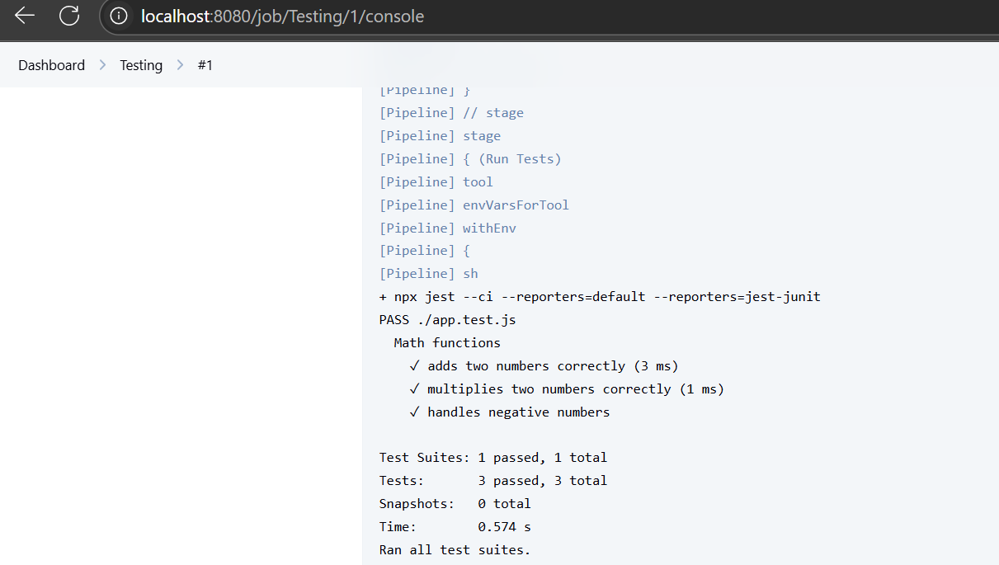 localhost:8080/job/Testing/1/console
Dashboard > Testing > #1
[Pipeline] }
[Pipeline] // stage
[Pipeline] stage
[Pipeline] { (Run Tests)
[Pipeline] tool
[Pipeline] envVarsForTool
[Pipeline] withEnv
[Pipeline] {
[Pipeline] sh
+ npx jest --ci --reporters=default --reporters=jest-junit
PASS ./app.test.js
  Math functions
    ✓ adds two numbers correctly (3 ms)
    ✓ multiplies two numbers correctly (1 ms)
    ✓ handles negative numbers

Test Suites: 1 passed, 1 total
Tests:       3 passed, 3 total
Snapshots:   0 total
Time:        0.574 s
Ran all test suites.